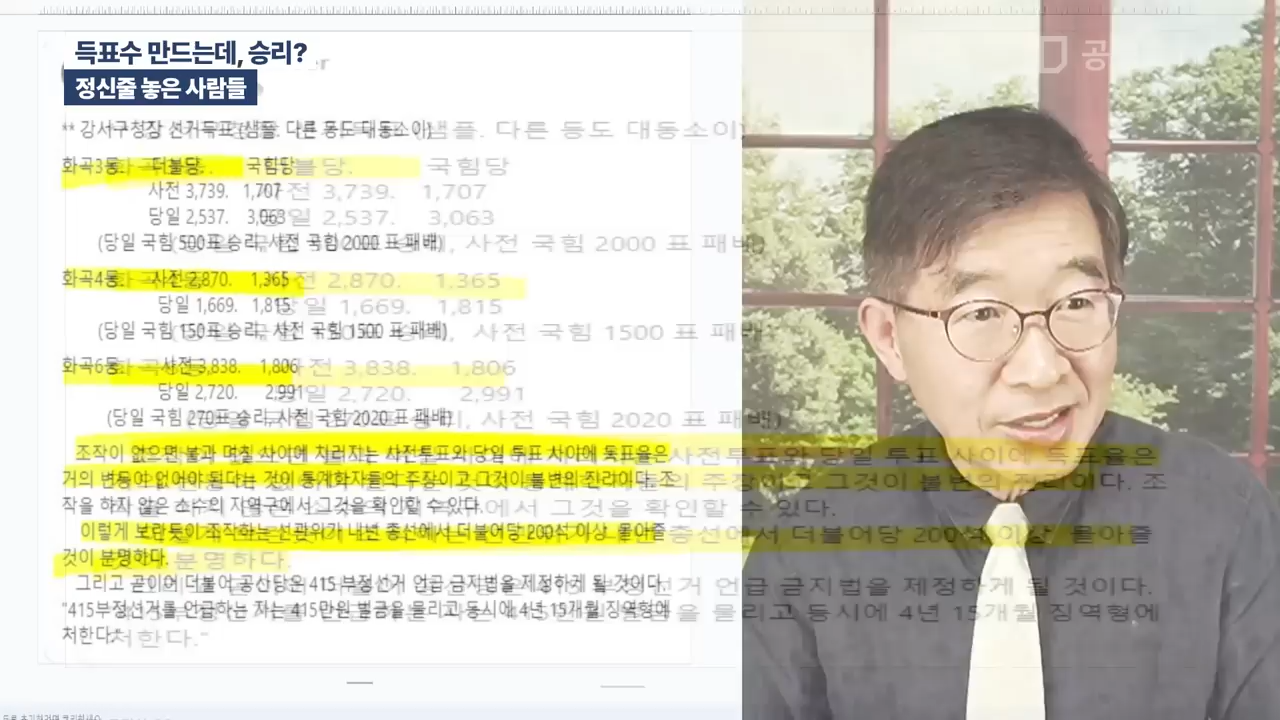 득표수 만드는데, 승리?
정신줄 놓은 사람들
공
** 강서구청장 선거득표 (샘플. 다른 동도 대동소이)
화곡3동. 더불당. 국힘당
사전 3,739. 1,707
당일 2,537. 3,063
(당일 국힘 500표 승리, 사전 국힘 2000 표 패배)
화곡4동. 사전 2,870. 1,365
당일 1,669. 1,815
(당일 국힘 150표 승리, 사전 국힘 1500 표 패배)
화곡6동. 사전 3,838. 1,806
당일 2,720. 2,991
(당일 국힘 270표 승리, 사전 국힘 2020 표 패배)
조작이 없으면 불과 며칠 사이에 치러지는 사전투표와 당일 투표 사이에 득표율은
거의 변동이 없어야 된다는 것이 통계학자들의 주장이고 그것이 불변의 진리이다. 조
작을 하지 않은 소수의 지역구에서 그것을 확인할 수 있다.
이렇게 보란듯이 조작하는 선관위가 내년 총선에서 더불어당 200석 이상 몰아줄
것이 분명하다.
그리고 곧이어 더불어 공산당은 415 부정선거 언급 금지법을 제정하게 될 것이다.
"415부정선거를 언급하는 자는 415만원 벌금을 물리고 동시에 4년 15개월 징역형에
처한다."